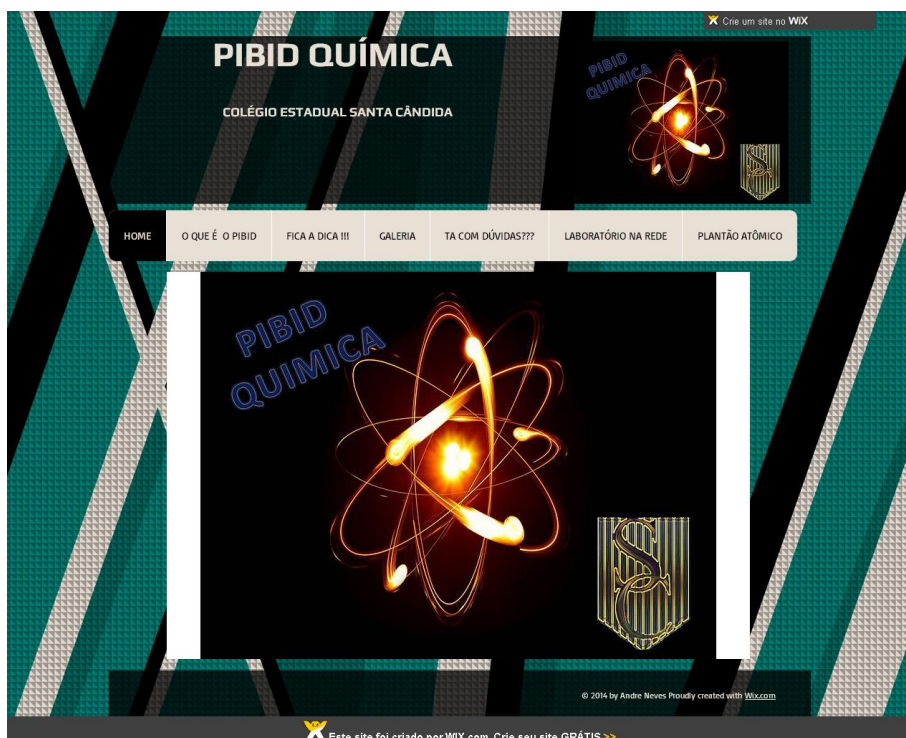 Crie um site no WiX
PIBID QUÍMICA
COLÉGIO ESTADUAL SANTA CÂNDIDA
PIBID
QUIMICA
SC
HOME
O QUE É O PIBID
FICA A DICA !!!
GALERIA
TA COM DÚVIDAS???
LABORATÓRIO NA REDE
PLANTÃO ATÔMICO
PIBID
QUIMICA
SC
© 2014 by Andre Neves Proudly created with Wix.com
Este site foi criado por WIX.com. Crie seu site GRÁTIS >>